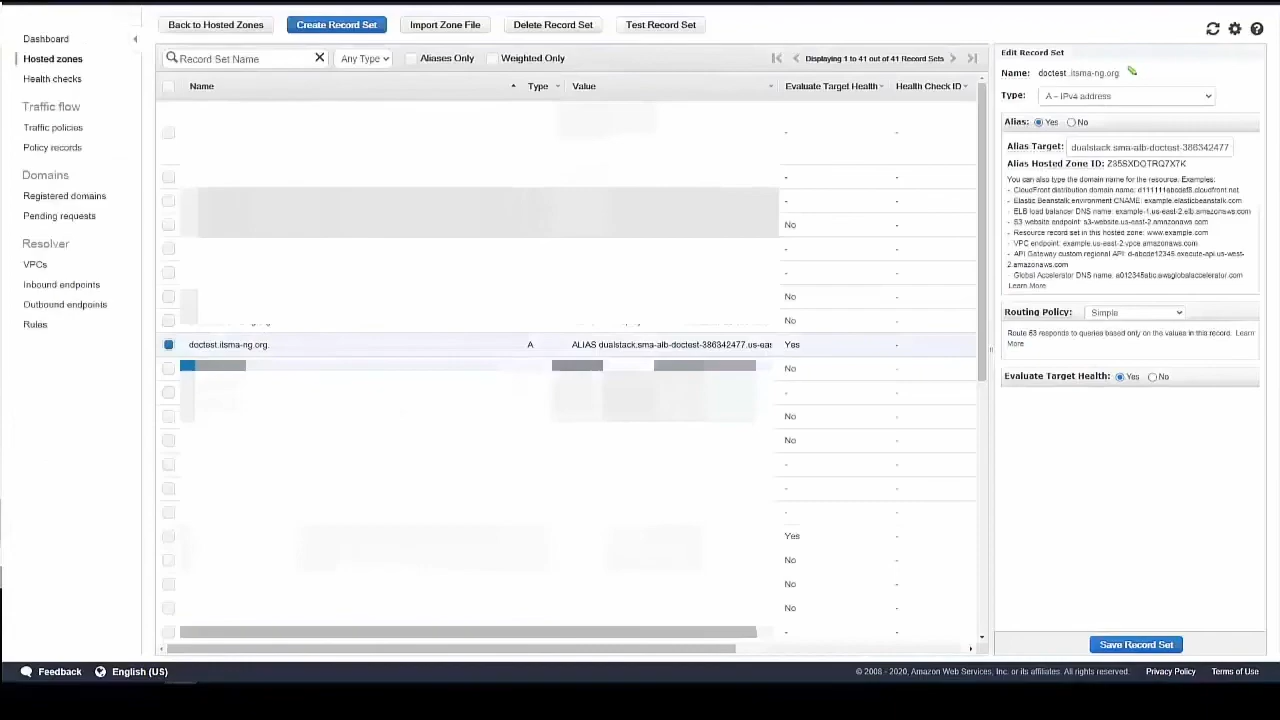 Back to Hosted Zones
Create Record Set
Import Zone File
Delete Record Set
Test Record Set
Dashboard
Hosted zones
Health checks
Traffic flow
Traffic policies
Policy records
Domains
Registered domains
Pending requests
Resolver
VPCs
Inbound endpoints
Outbound endpoints
Rules
Record Set Name
Any Type
Aliases Only
Weighted Only
Displaying 1 to 41 out of 41 Record Sets
Name Type Value Evaluate Target Health Health Check ID
- -
- -
- -
No -
- -
- -
No -
No -
doctest.itsma-ng.org. A ALIAS dualstack.sma-alb-doctest-386342477.us-eas Yes -
No -
- -
No -
No -
- -
- -
- -
Yes -
No -
No -
No -
- -
Edit Record Set
Name: doctest .itsma-ng.org
Type: A – IPv4 address
Alias: Yes No
Alias Target: dualstack.sma-alb-doctest-386342477
Alias Hosted Zone ID: Z35SXDOTRQ7X7K
You can also type the domain name for the resource. Examples:
- CloudFront distribution domain name: d111111abcdef8.cloudfront.net
- Elastic Beanstalk environment CNAME: example.elasticbeanstalk.com
- ELB load balancer DNS name: example-1.us-east-2.elb.amazonaws.com
- S3 website endpoint: s3-website.us-east-2.amazonaws.com
- Resource record set in this hosted zone: www.example.com
- VPC endpoint: example.us-east-2.vpce.amazonaws.com
- API Gateway custom regional API: d-abcde12345.execute-api.us-west-
2.amazonaws.com
- Global Accelerator DNS name: a012345abc.awsglobalaccelerator.com
Learn More
Routing Policy: Simple
Route 53 responds to queries based only on the values in this record. Learn
More
Evaluate Target Health: Yes No
Save Record Set
Feedback
English (US)
© 2008 - 2020, Amazon Web Services, Inc. or its affiliates. All rights reserved.
Privacy Policy
Terms of Use